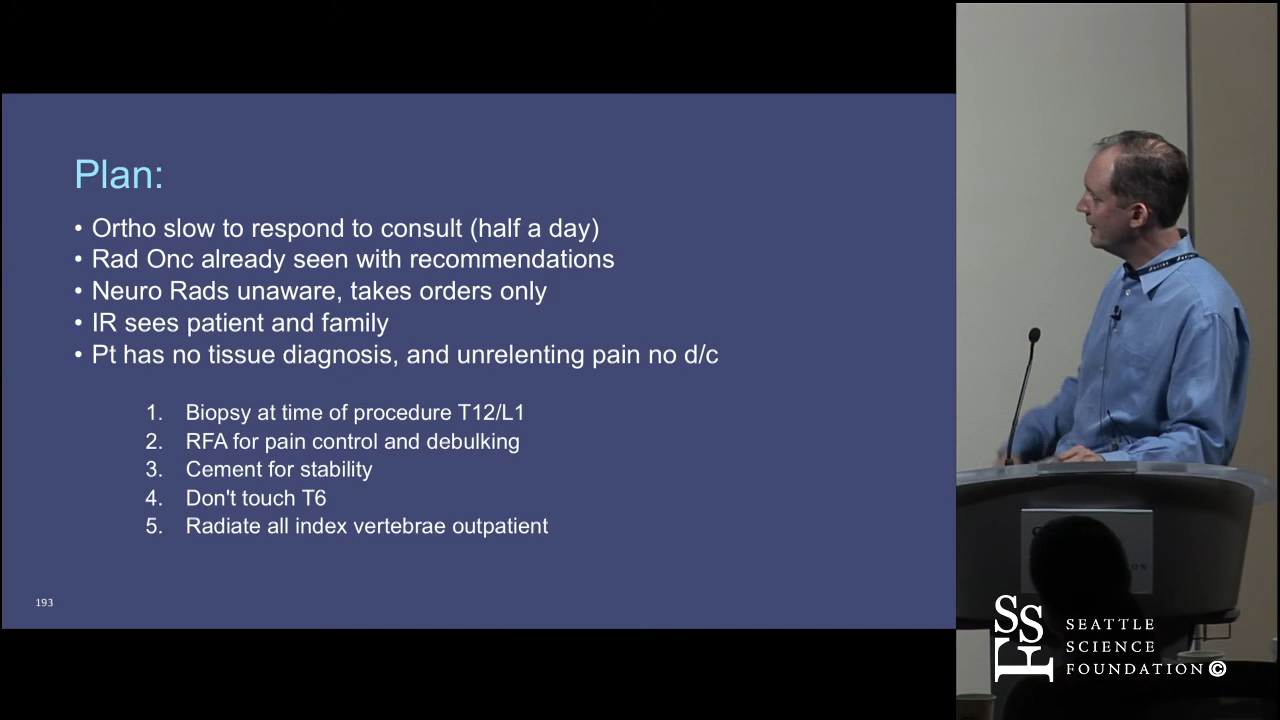 Plan:
• Ortho slow to respond to consult (half a day)
• Rad Onc already seen with recommendations
• Neuro Rads unaware, takes orders only
• IR sees patient and family
• Pt has no tissue diagnosis, and unrelenting pain no d/c
1. Biopsy at time of procedure T12/L1
2. RFA for pain control and debulking
3. Cement for stability
4. Don't touch T6
5. Radiate all index vertebrae outpatient
193
SSF
SEATTLE
SCIENCE
FOUNDATION©